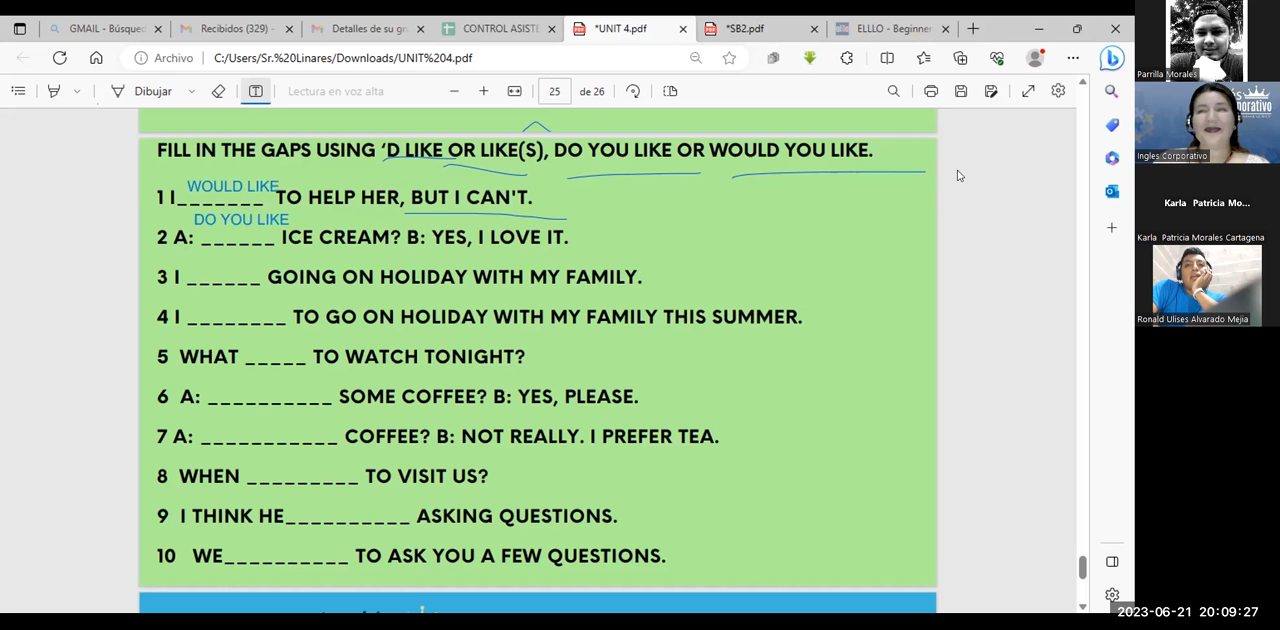 GMAIL - Búsqued
Recibidos (329) -
Detalles de su gr
CONTROL ASISTE
*UNIT 4.pdf
*SB2.pdf
ELLLO - Beginner
Archivo
C:/Users/Sr.%20Linares/Downloads/UNIT%204.pdf
Dibujar
Lectura en voz alta
25
de 26
FILL IN THE GAPS USING ‘D LIKE OR LIKE(S), DO YOU LIKE OR WOULD YOU LIKE.
WOULD LIKE
1 I_______ TO HELP HER, BUT I CAN'T.
DO YOU LIKE
2 A: ______ ICE CREAM? B: YES, I LOVE IT.
3 I ______ GOING ON HOLIDAY WITH MY FAMILY.
4 I ________ TO GO ON HOLIDAY WITH MY FAMILY THIS SUMMER.
5 WHAT _____ TO WATCH TONIGHT?
6 A: __________ SOME COFFEE? B: YES, PLEASE.
7 A: ___________ COFFEE? B: NOT REALLY. I PREFER TEA.
8 WHEN _________ TO VISIT US?
9 I THINK HE__________ ASKING QUESTIONS.
10 WE__________ TO ASK YOU A FEW QUESTIONS.
Parrilla Morales
Ingles Corporativo
Karla Patricia Mo...
Karla Patricia Morales Cartagena
Ronald Ulises Alvarado Mejia
2023-06-21 20:09:27